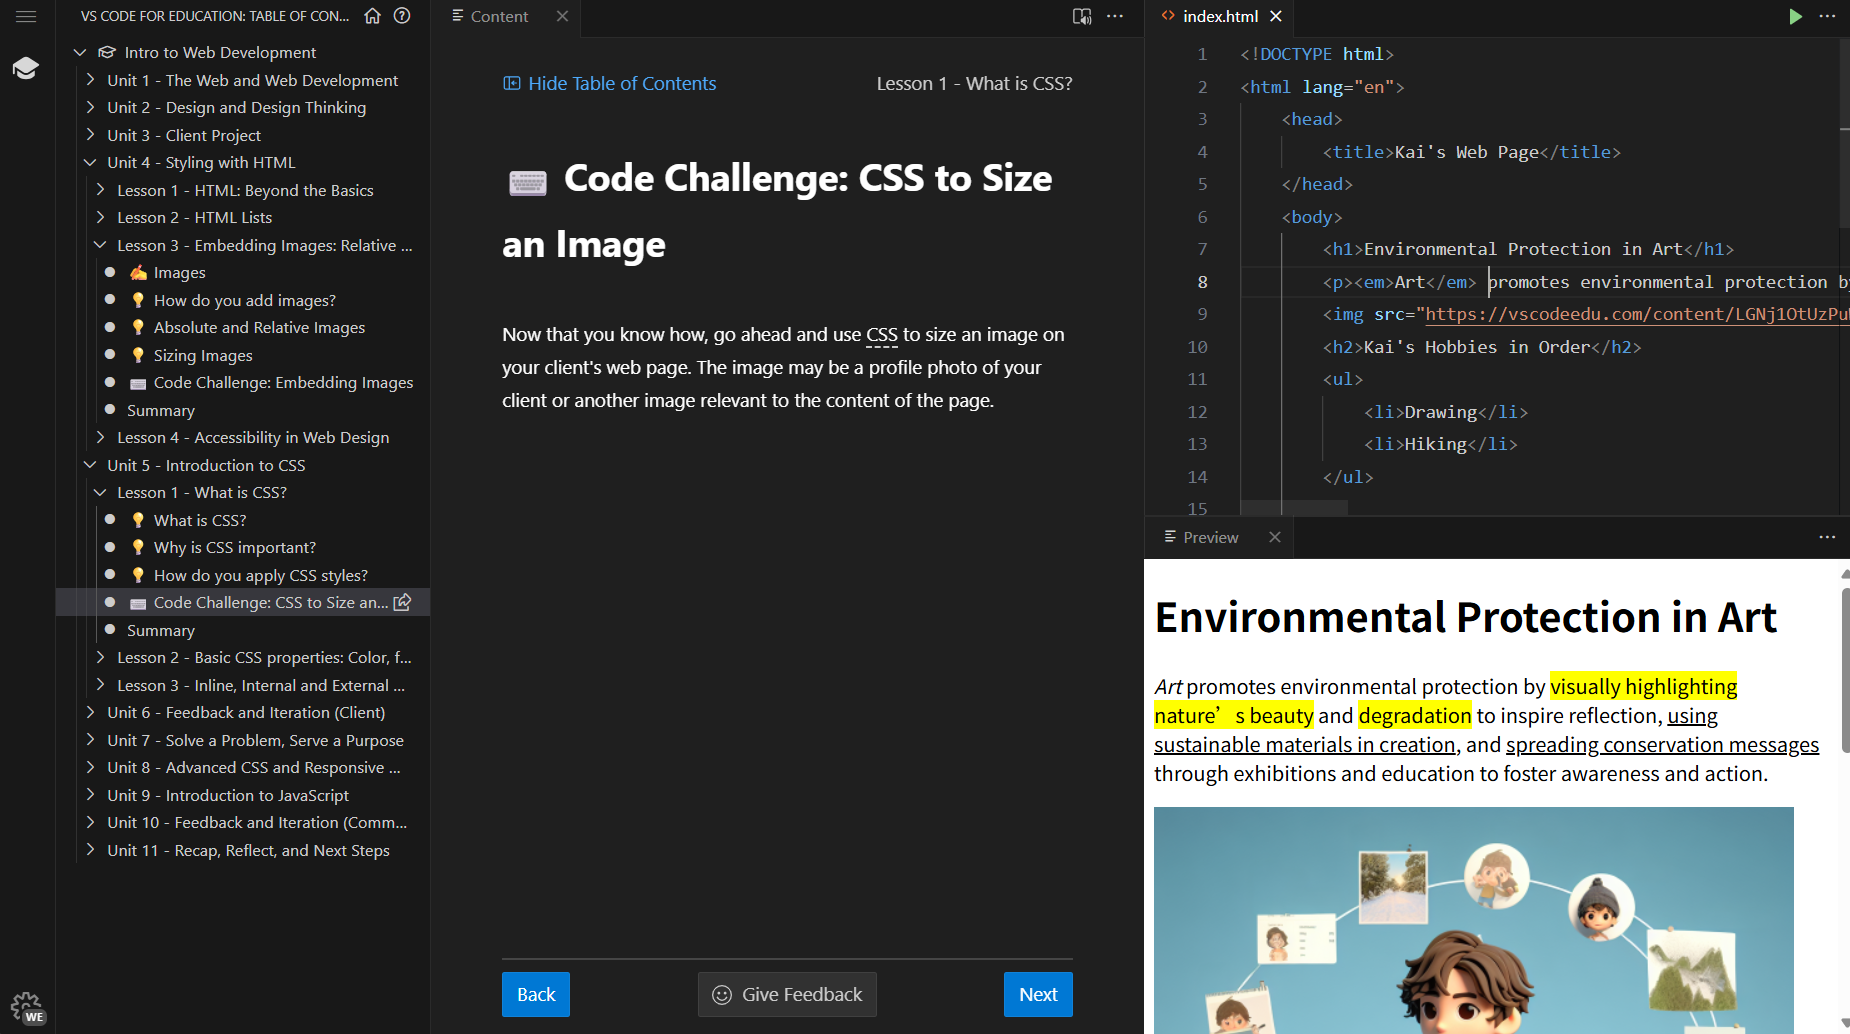 VS CODE FOR EDUCATION: TABLE OF CON...
Intro to Web Development
Unit 1 - The Web and Web Development
Unit 2 - Design and Design Thinking
Unit 3 - Client Project
Unit 4 - Styling with HTML
Lesson 1 - HTML: Beyond the Basics
Lesson 2 - HTML Lists
Lesson 3 - Embedding Images: Relative ...
Images
How do you add images?
Absolute and Relative Images
Sizing Images
Code Challenge: Embedding Images
Summary
Lesson 4 - Accessibility in Web Design
Unit 5 - Introduction to CSS
Lesson 1 - What is CSS?
What is CSS?
Why is CSS important?
How do you apply CSS styles?
Code Challenge: CSS to Size an...
Summary
Lesson 2 - Basic CSS properties: Color, f...
Lesson 3 - Inline, Internal and External ...
Unit 6 - Feedback and Iteration (Client)
Unit 7 - Solve a Problem, Serve a Purpose
Unit 8 - Advanced CSS and Responsive ...
Unit 9 - Introduction to JavaScript
Unit 10 - Feedback and Iteration (Comm...
Unit 11 - Recap, Reflect, and Next Steps
WE
Content
Hide Table of Contents
Lesson 1 - What is CSS?
Code Challenge: CSS to Size
an Image
Now that you know how, go ahead and use CSS to size an image on
your client's web page. The image may be a profile photo of your
client or another image relevant to the content of the page.
Back
Give Feedback
Next
index.html
1 <!DOCTYPE html>
2 <html lang="en">
3 <head>
4 <title>Kai's Web Page</title>
5 </head>
6 <body>
7 <h1>Environmental Protection in Art</h1>
8 <p><em>Art</em> promotes environmental protection by
9 <img src="https://vscodeedu.com/content/LGNj1OtUzPu
10 <h2>Kai's Hobbies in Order</h2>
11 <ul>
12 <li>Drawing</li>
13 <li>Hiking</li>
14 </ul>
15
Preview
Environmental Protection in Art
Art promotes environmental protection by visually highlighting
nature’s beauty and degradation to inspire reflection, using
sustainable materials in creation, and spreading conservation messages
through exhibitions and education to foster awareness and action.